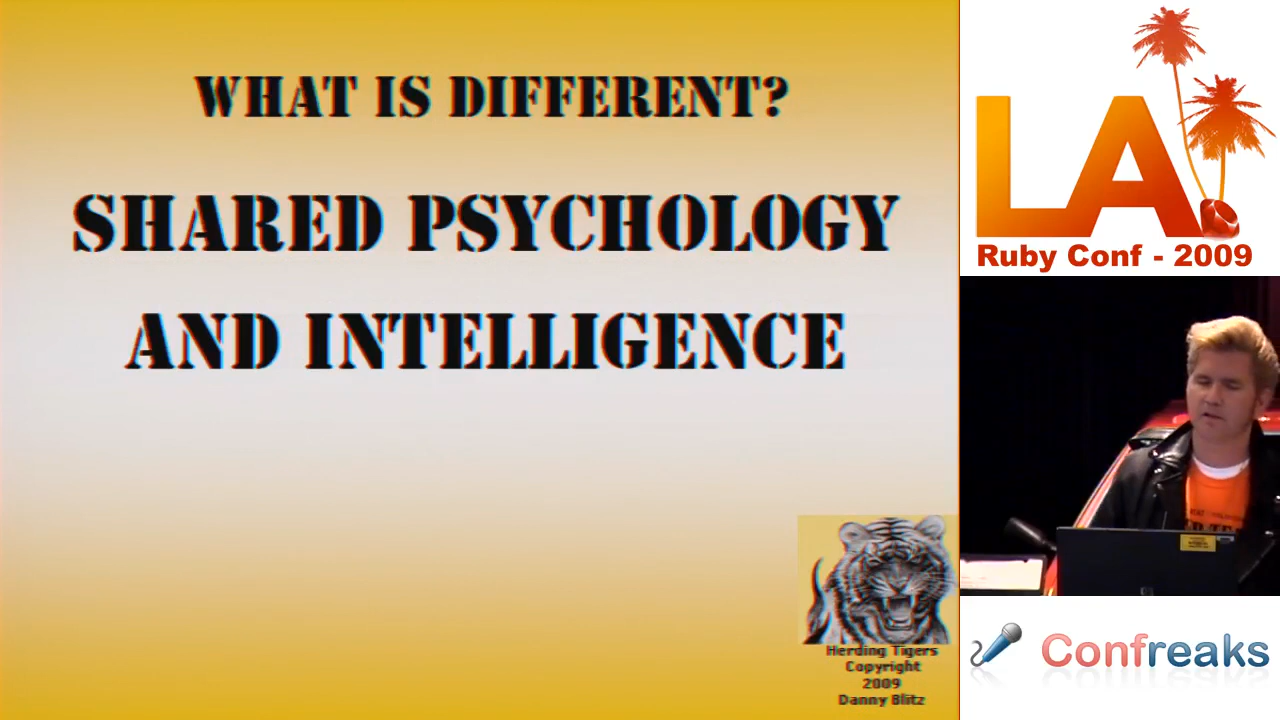 WHAT IS DIFFERENT?
SHARED PSYCHOLOGY
AND INTELLIGENCE
Herding Tigers
Copyright
2009
Danny Blitz
LA
Ruby Conf - 2009
Confreaks